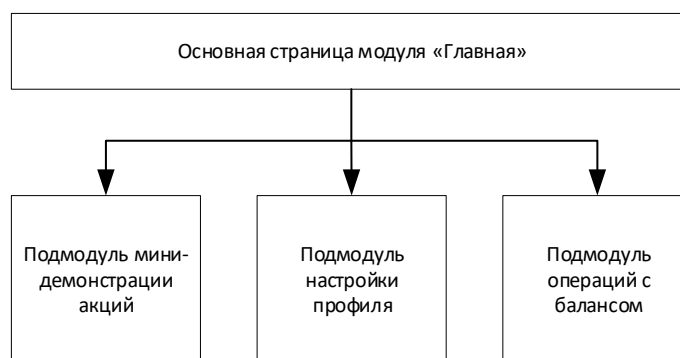 Основная страница модуля «Главная»
Подмодуль мини-
демонстрации
акций
Подмодуль
настройки
профиля
Подмодуль
операций с
балансом